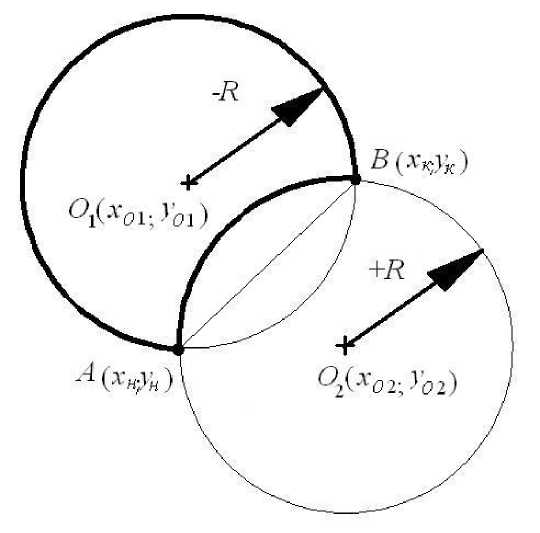 -R
B (xк,yк)
O1(xO1; yO1)
+R
A (xн,yн)
O2(xO2; yO2)